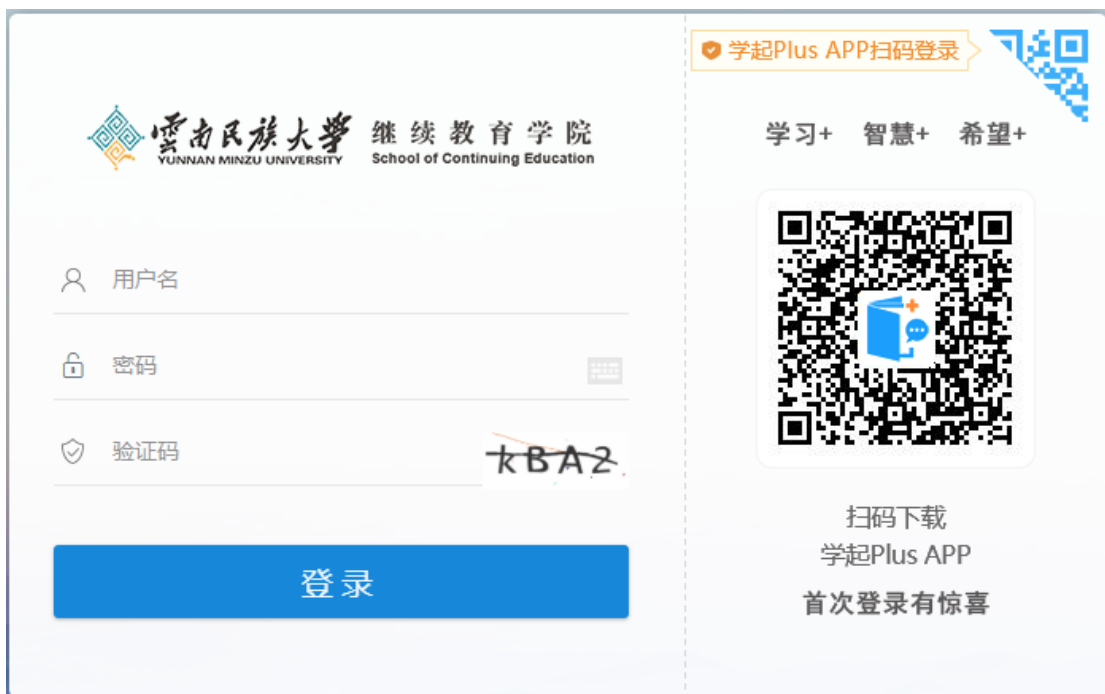 雲南民族大學
YUNNAN MINZU UNIVERSITY
继续教育学院
School of Continuing Education
用户名
密码
验证码
kBA2
登录
学起Plus APP扫码登录
学习+ 智慧+ 希望+
扫码下载
学起Plus APP
首次登录有惊喜